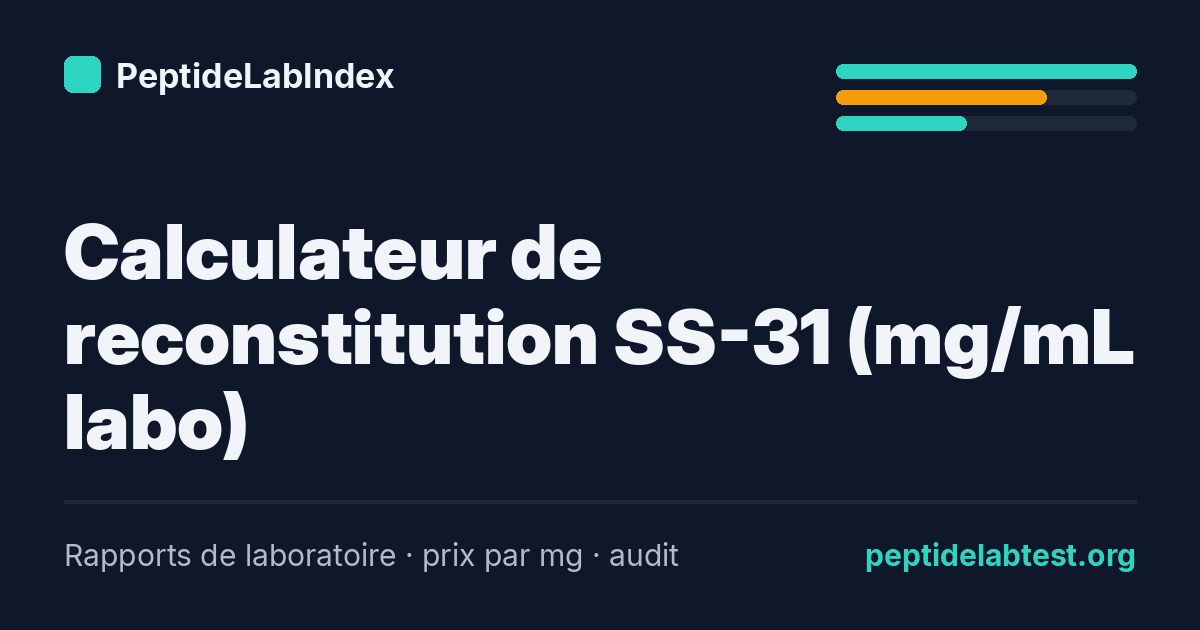 PeptideLabIndex
Calculateur de
reconstitution SS-31 (mg/mL
labo)
Rapports de laboratoire · prix par mg · audit
peptidelabtest.org